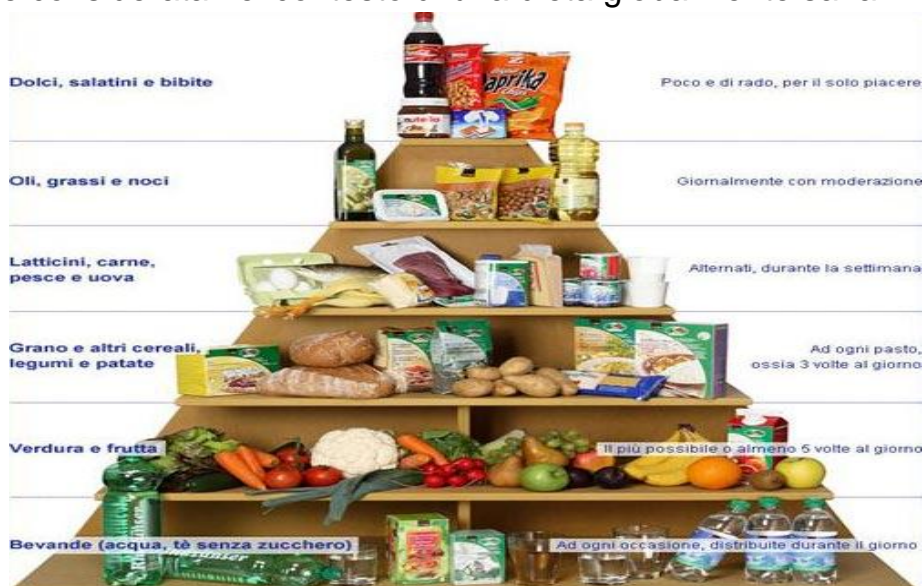 Dolci, salatini e bibite
Poco e di rado, per il solo piacere
Paprika
nutella
Oli, grassi e noci
Giornalmente con moderazione
Latticini, carne,
pesce e uova
Alternati, durante la settimana
Grano e altri cereali,
legumi e patate
Ad ogni pasto,
ossia 3 volte al giorno
Verdura e frutta
Il più possibile o almeno 5 volte al giorno
Bevande (acqua, tè senza zucchero)
Ad ogni occasione, distribuite durante il giorno